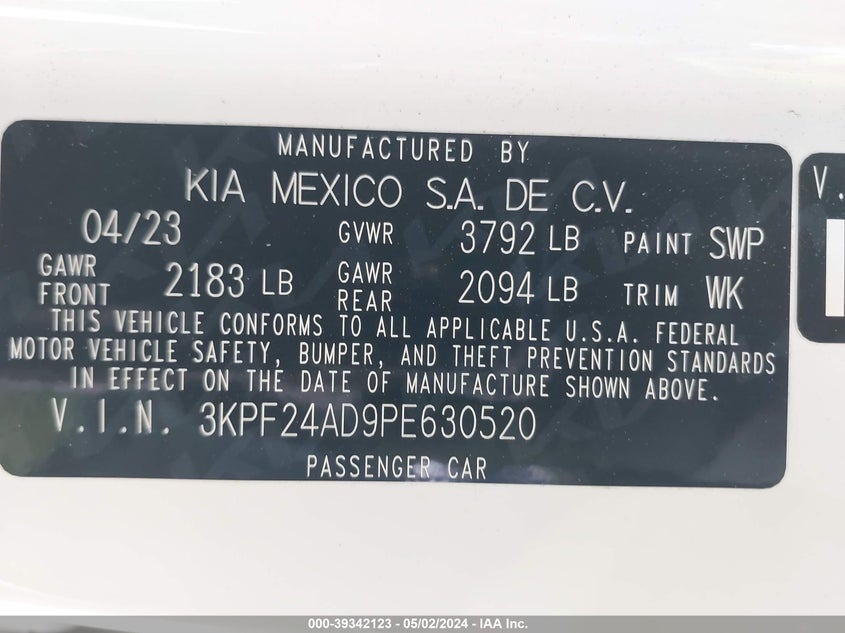 MANUFACTURED BY
KIA MEXICO S.A. DE C.V.
04/23 GVWR 3792 LB PAINT SWP
GAWR FRONT 2183 LB GAWR REAR 2094 LB TRIM WK
THIS VEHICLE CONFORMS TO ALL APPLICABLE U.S.A. FEDERAL
MOTOR VEHICLE SAFETY, BUMPER, AND THEFT PREVENTION STANDARDS
IN EFFECT ON THE DATE OF MANUFACTURE SHOWN ABOVE.
V.I.N. 3KPF24AD9PE630520
PASSENGER CAR
V.
000-39342123 - 05/02/2024 - IAA Inc.